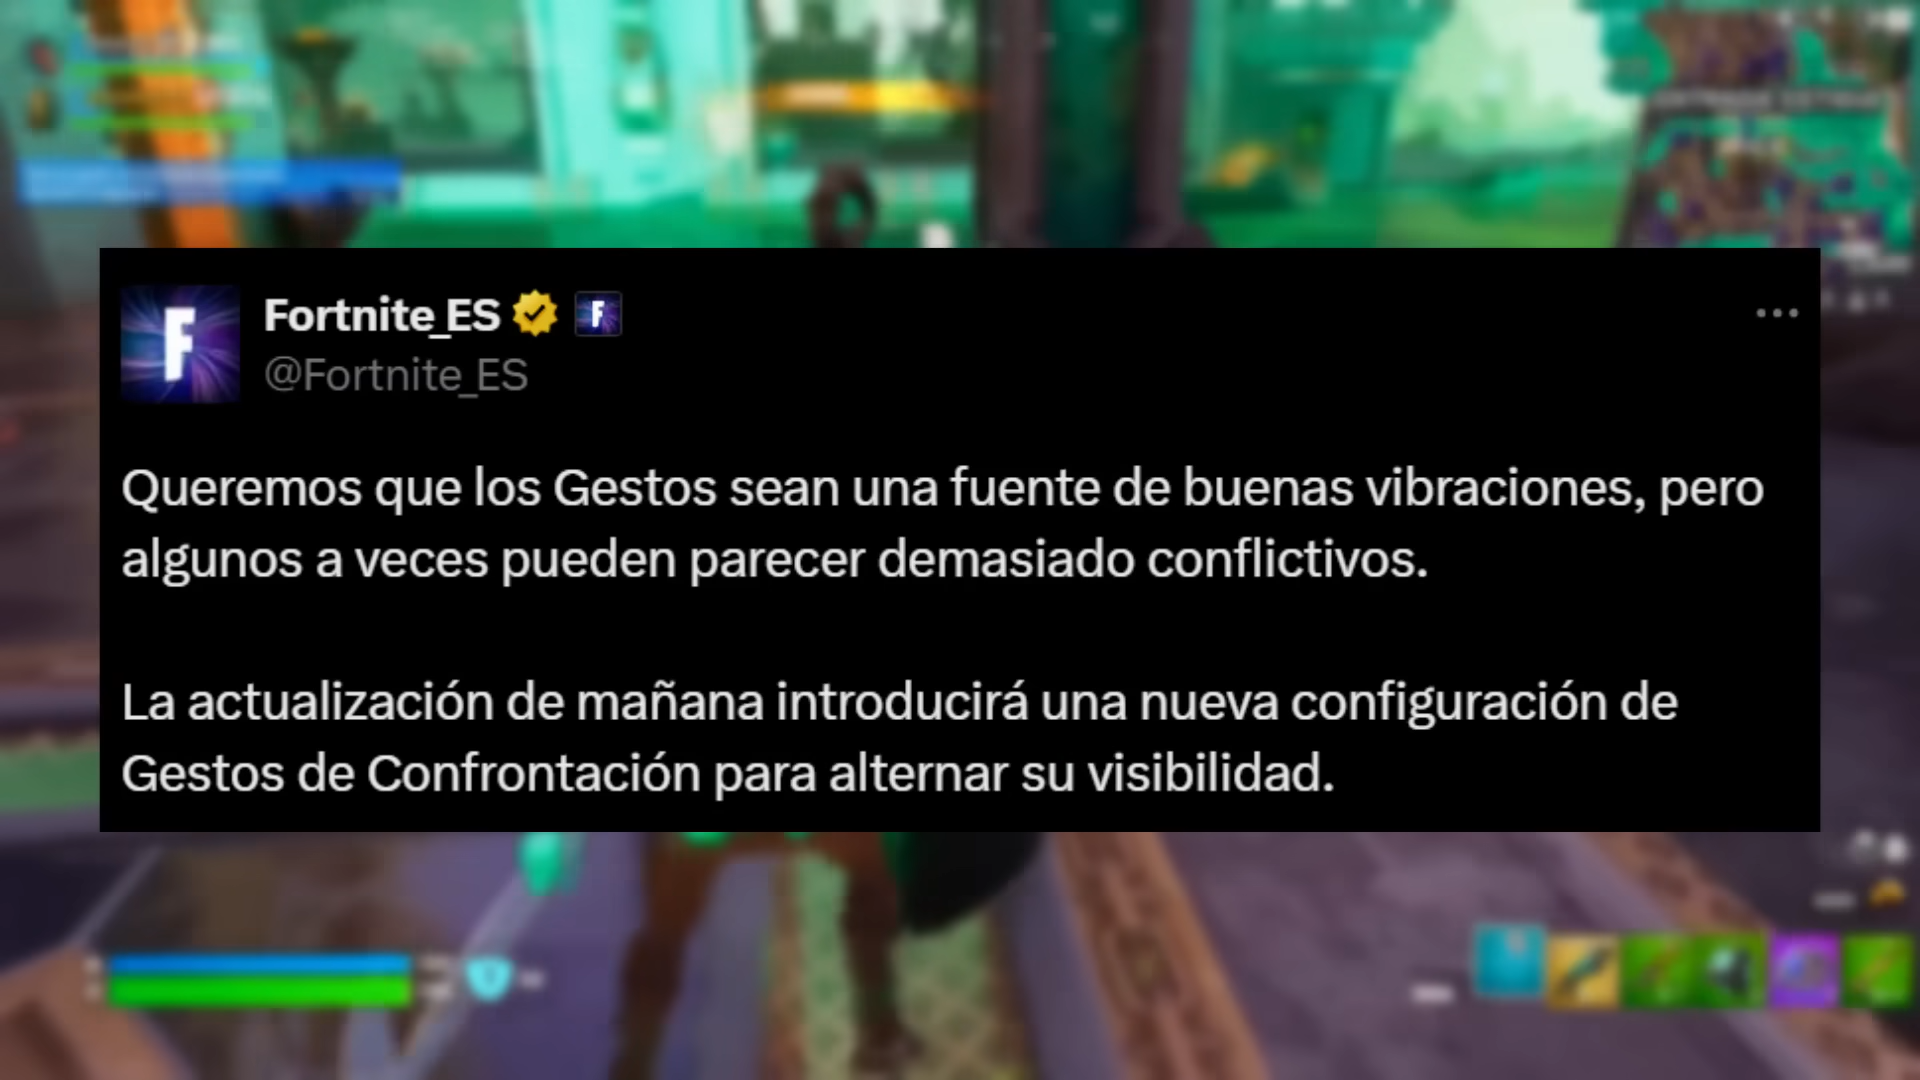 Fortnite_ES
@Fortnite_ES
Queremos que los Gestos sean una fuente de buenas vibraciones, pero
algunos a veces pueden parecer demasiado conflictivos.
La actualización de mañana introducirá una nueva configuración de
Gestos de Confrontación para alternar su visibilidad.